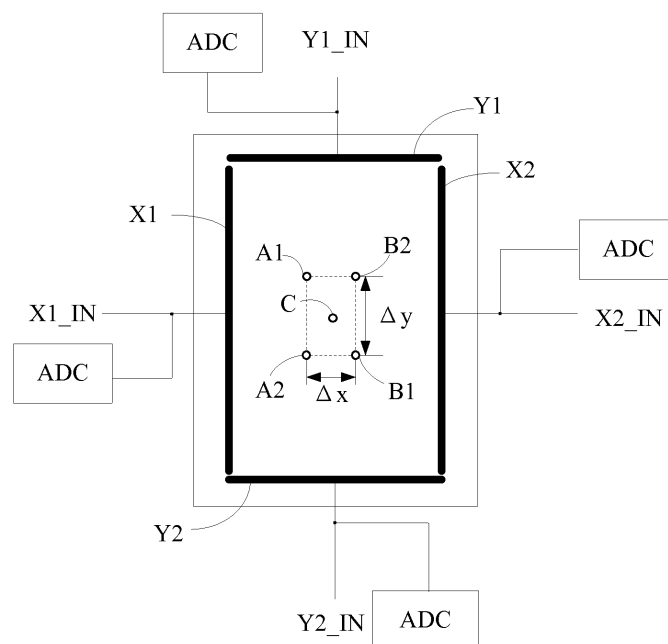 ADC
Y1_IN
Y1
X2
X1
A1
B2
ADC
C
Δy
X1_IN
X2_IN
ADC
A2
Δx
B1
Y2
Y2_IN
ADC